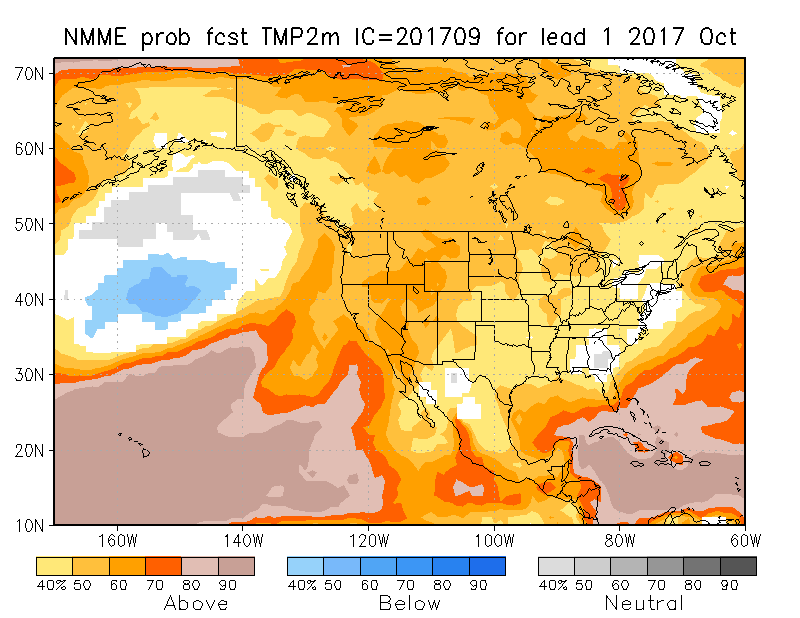 NMME prob fcst TMP2m IC=201709 for lead 1 2017 Oct
70N
60N
50N
40N
30N
20N
10N
160W 140W 120W 100W 80W 60W
40% 50 60 70 80 90 40% 50 60 70 80 90 40% 50 60 70 80 90
Above Below Neutral